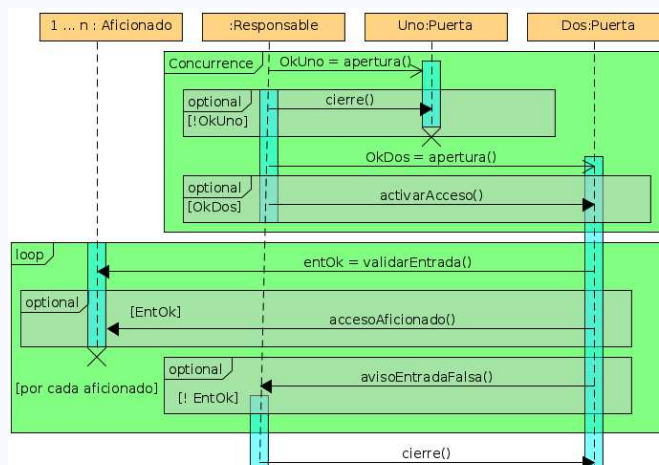 1 ... n : Aficionado
:Responsable
Uno:Puerta
Dos:Puerta
Concurrence
OkUno = apertura()
optional
cierre()
[!OkUno]
OkDos = apertura()
optional
activarAcceso()
[OkDos]
loop
entOk = validarEntrada()
optional
[EntOk]
accesoAficionado()
optional
[por cada aficionado]
avisoEntradaFalsa()
[! EntOk]
cierre()